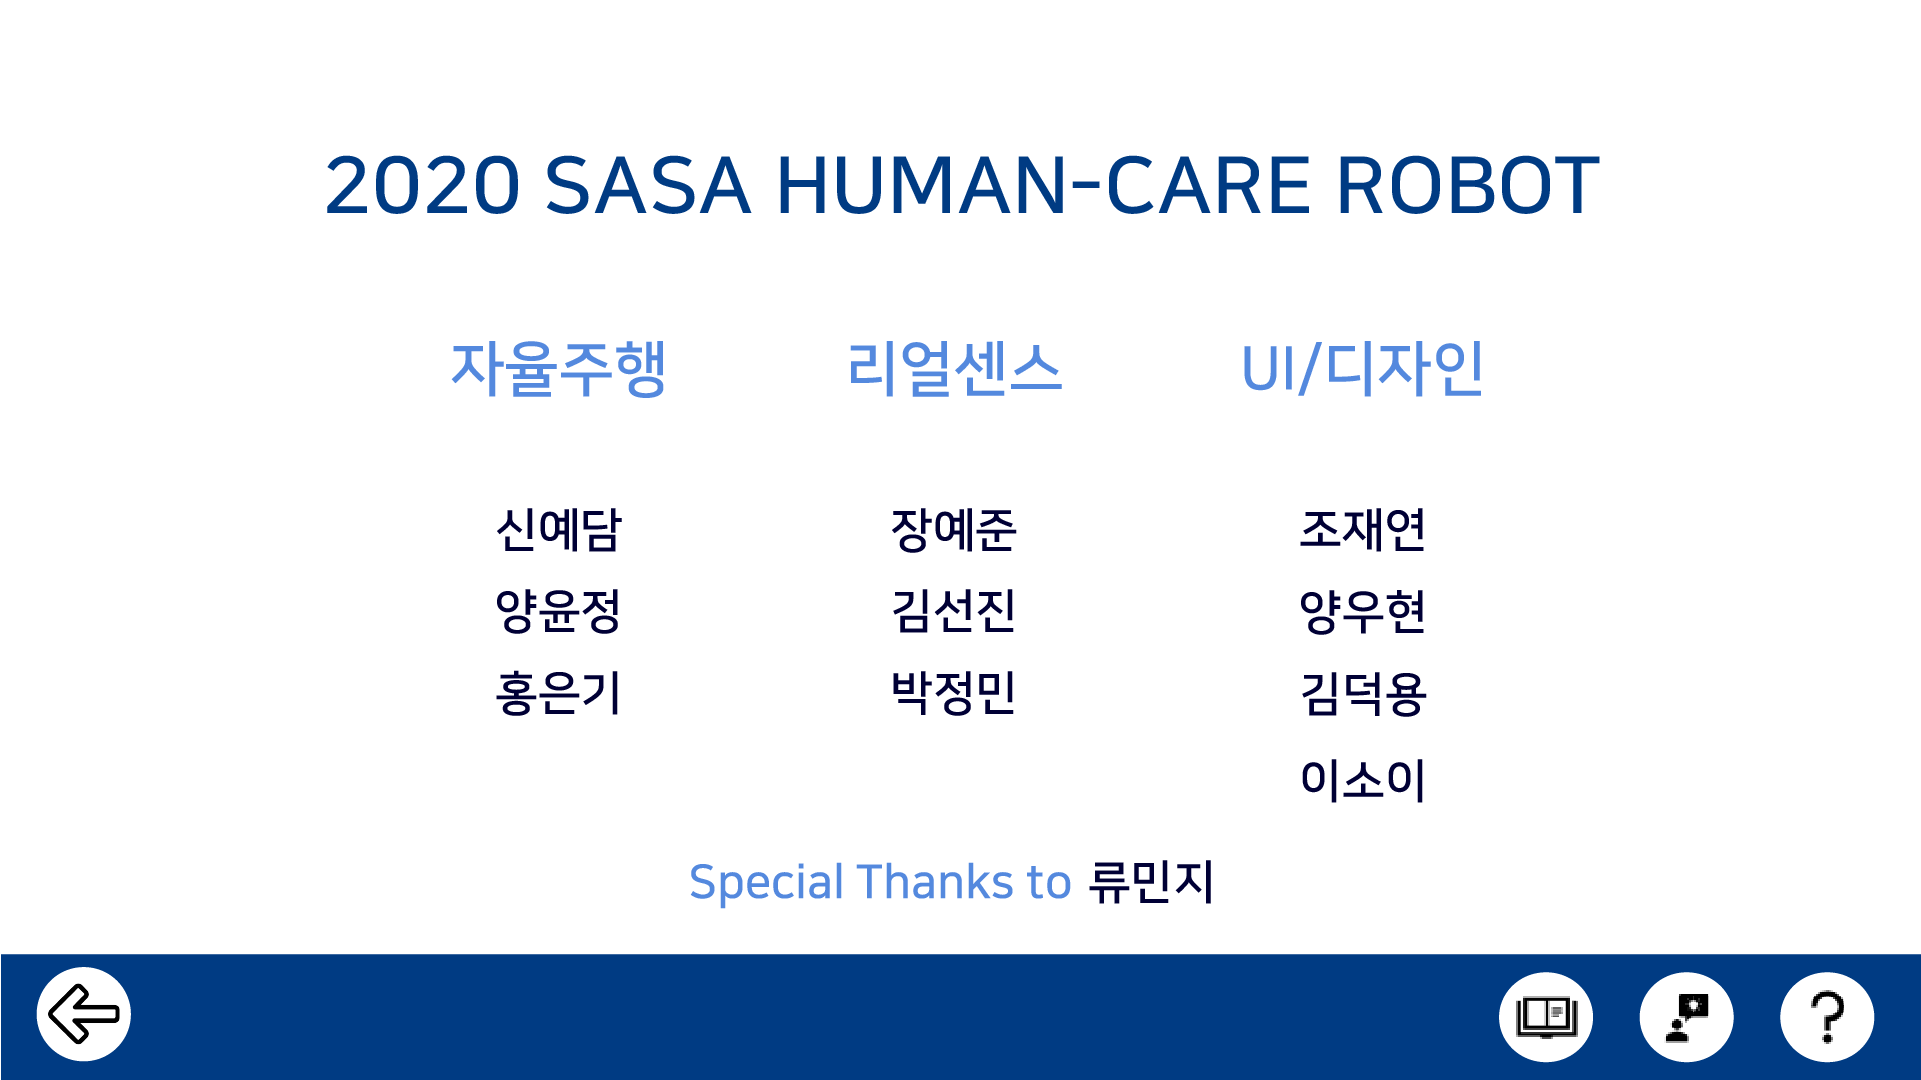 2020 SASA HUMAN-CARE ROBOT
자율주행
신예담
양윤정
홍은기
리얼센스
장예준
김선진
박정민
UI/디자인
조재연
양우현
김덕용
이소이
Special Thanks to 류민지
?